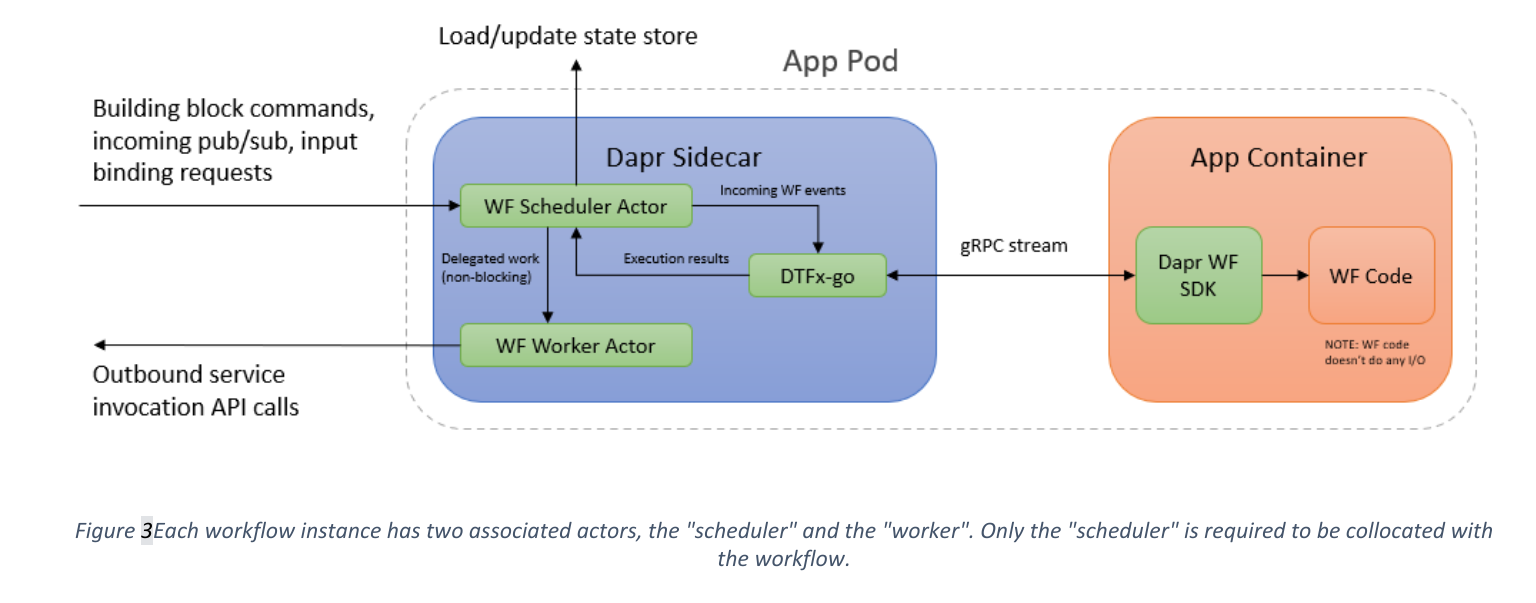 Load/update state store
App Pod
Building block commands,
incoming pub/sub, input
binding requests
Dapr Sidecar
App Container
WF Scheduler Actor
Incoming WF events
gRPC stream
Delegated work
(non-blocking)
Execution results
DTFx-go
Dapr WF
SDK
WF Code
WF Worker Actor
NOTE: WF code
doesn't do any I/O
Outbound service
invocation API calls
Figure 3Each workflow instance has two associated actors, the "scheduler" and the "worker". Only the "scheduler" is required to be collocated with
the workflow.